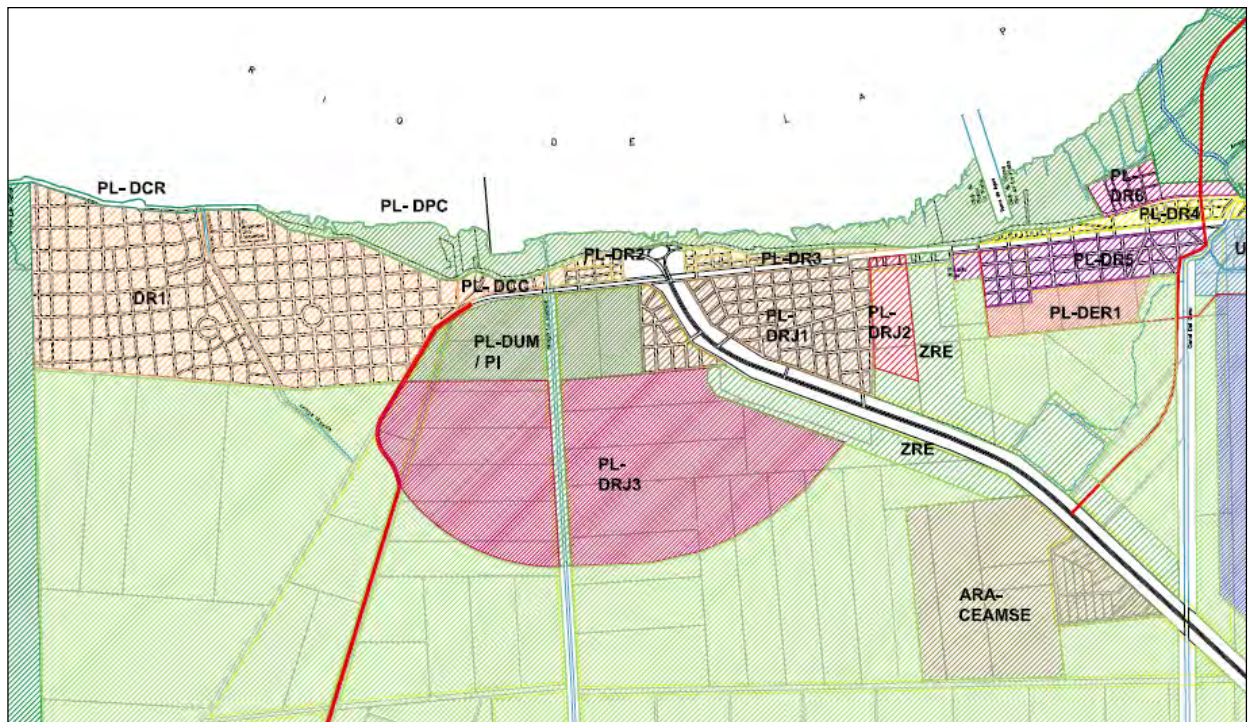 R I O D E L A P
PL- DCR
PL- DPC
PL-
DR6
PL-DR4
PL-DR2
PL-DR3
PL-DR5
U
PL- DCC
DR1
PL-
DRJ1
PL-
DRJ2
PL-DER1
PL-DUM
/ PI
ZRE
ZRE
PL-
DRJ3
ARA-
CEAMSE